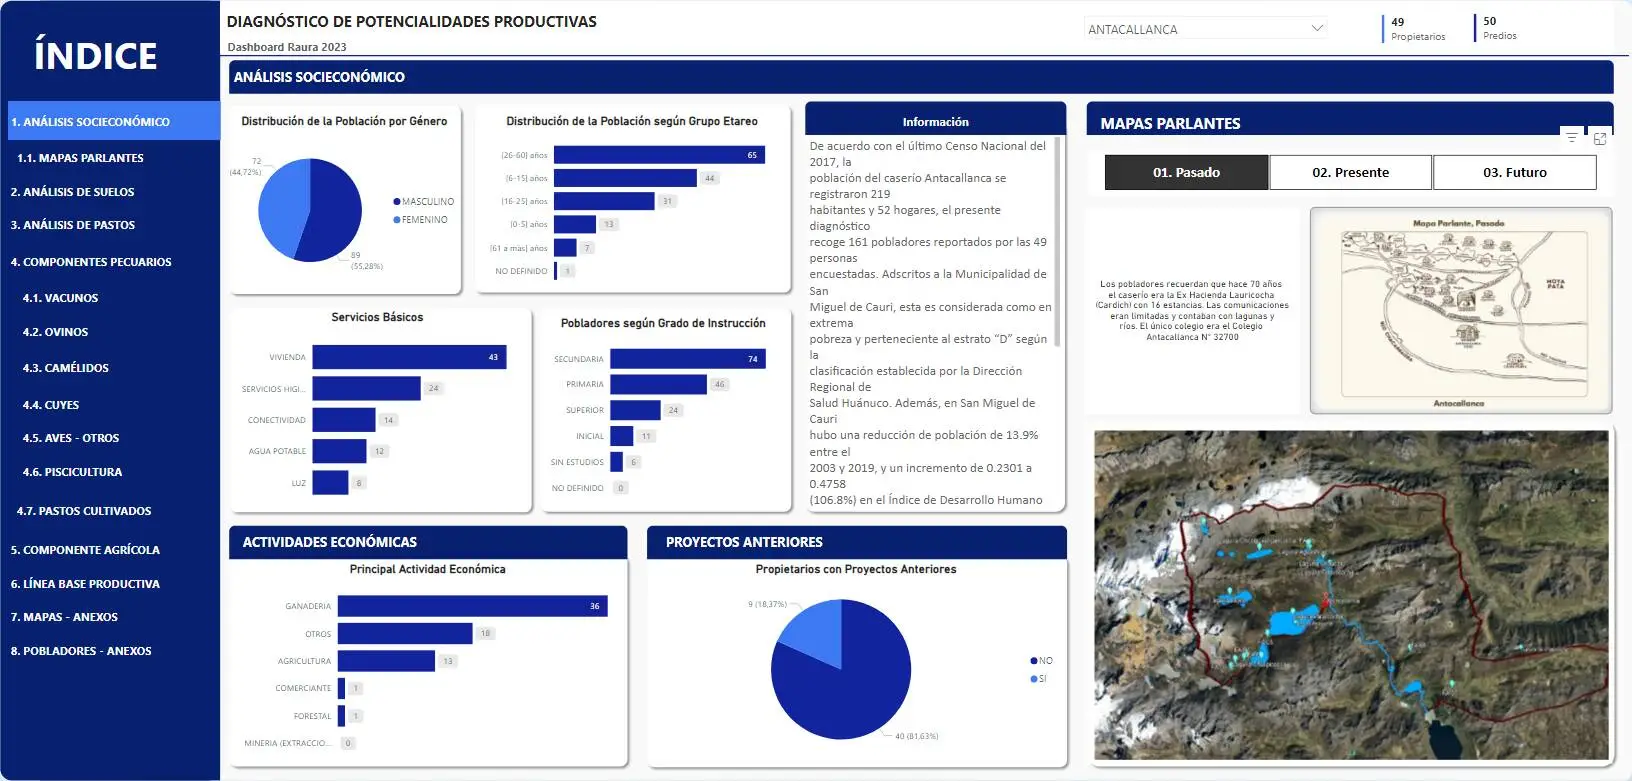 ÍNDICE
1. ANÁLISIS SOCIECONÓMICO
1.1. MAPAS PARLANTES
2. ANÁLISIS DE SUELOS
3. ANÁLISIS DE PASTOS
4. COMPONENTES PECUARIOS
4.1. VACUNOS
4.2. OVINOS
4.3. CAMÉLIDOS
4.4. CUYES
4.5. AVES - OTROS
4.6. PISCICULTURA
4.7. PASTOS CULTIVADOS
5. COMPONENTE AGRÍCOLA
6. LÍNEA BASE PRODUCTIVA
7. MAPAS - ANEXOS
8. POBLADORES - ANEXOS
DIAGNÓSTICO DE POTENCIALIDADES PRODUCTIVAS
Dashboard Raura 2023
ANTACALLANCA
49
Propietarios
50
Predios
ANÁLISIS SOCIECONÓMICO
Distribución de la Población por Género
72
(44,72%)
89
(55,28%)
MASCULINO
FEMENINO
Distribución de la Población según Grupo Etareo
[26-60] años 65
[6-15] años 44
[16-25] años 31
[0-5] años 13
[61 a más] años 7
NO DEFINIDO 1
Servicios Básicos
VIVIENDA 43
SERVICIOS HIGI... 24
CONECTIVIDAD 14
AGUA POTABLE 12
LUZ 8
Pobladores según Grado de Instrucción
SECUNDARIA 74
PRIMARIA 46
SUPERIOR 24
INICIAL 11
SIN ESTUDIOS 6
NO DEFINIDO 0
Información
De acuerdo con el último Censo Nacional del
2017, la
población del caserío Antacallanca se
registraron 219
habitantes y 52 hogares, el presente
diagnóstico
recoge 161 pobladores reportados por las 49
personas
encuestadas. Adscritos a la Municipalidad de
San
Miguel de Cauri, esta es considerada como en
extrema
pobreza y perteneciente al estrato “D” según
la
clasificación establecida por la Dirección
Regional de
Salud Huánuco. Además, en San Miguel de
Cauri
hubo una reducción de población de 13.9%
entre el
2003 y 2019, y un incremento de 0.2301 a
0.4758
(106.8%) en el Índice de Desarrollo Humano
MAPAS PARLANTES
01. Pasado
02. Presente
03. Futuro
Los pobladores recuerdan que hace 70 años
el caserío era la Ex Hacienda Lauricocha
(Cardich) con 16 estancias. Las comunicaciones
eran limitadas y contaban con lagunas y
ríos. El único colegio era el Colegio
Antacallanca N° 32700
Mapa Parlante, Pasado
Antacallanca
ACTIVIDADES ECONÓMICAS
Principal Actividad Económica
GANADERIA 36
OTROS 18
AGRICULTURA 13
COMERCIANTE 1
FORESTAL 1
MINERIA (EXTRACCIO... 0
PROYECTOS ANTERIORES
Propietarios con Proyectos Anteriores
9 (18,37%)
40 (81,63%)
NO
SI